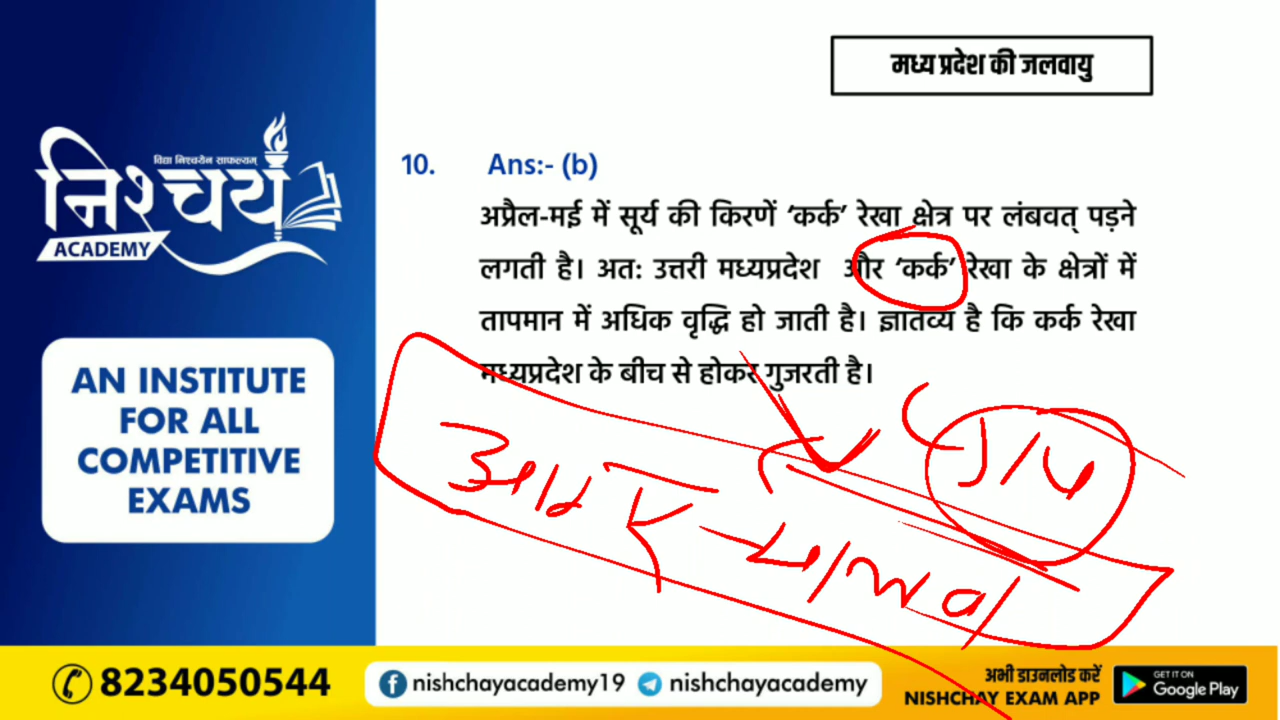 मध्य प्रदेश की जलवायु
विद्या निश्चयेन साफल्यम्
निश्चय
ACADEMY
AN INSTITUTE
FOR ALL
COMPETITIVE
EXAMS
10. Ans:- (b)
अप्रैल-मई में सूर्य की किरणें ‘कर्क’ रेखा क्षेत्र पर लंबवत् पड़ने
लगती है। अतः उत्तरी मध्यप्रदेश और ‘कर्क’ रेखा के क्षेत्रों में
तापमान में अधिक वृद्धि हो जाती है। ज्ञातव्य है कि कर्क रेखा
मध्यप्रदेश के बीच से होकर गुजरती है।
8234050544
nishchayacademy19
nishchayacademy
अभी डाउनलोड करें
NISHCHAY EXAM APP
GET IT ON
Google Play